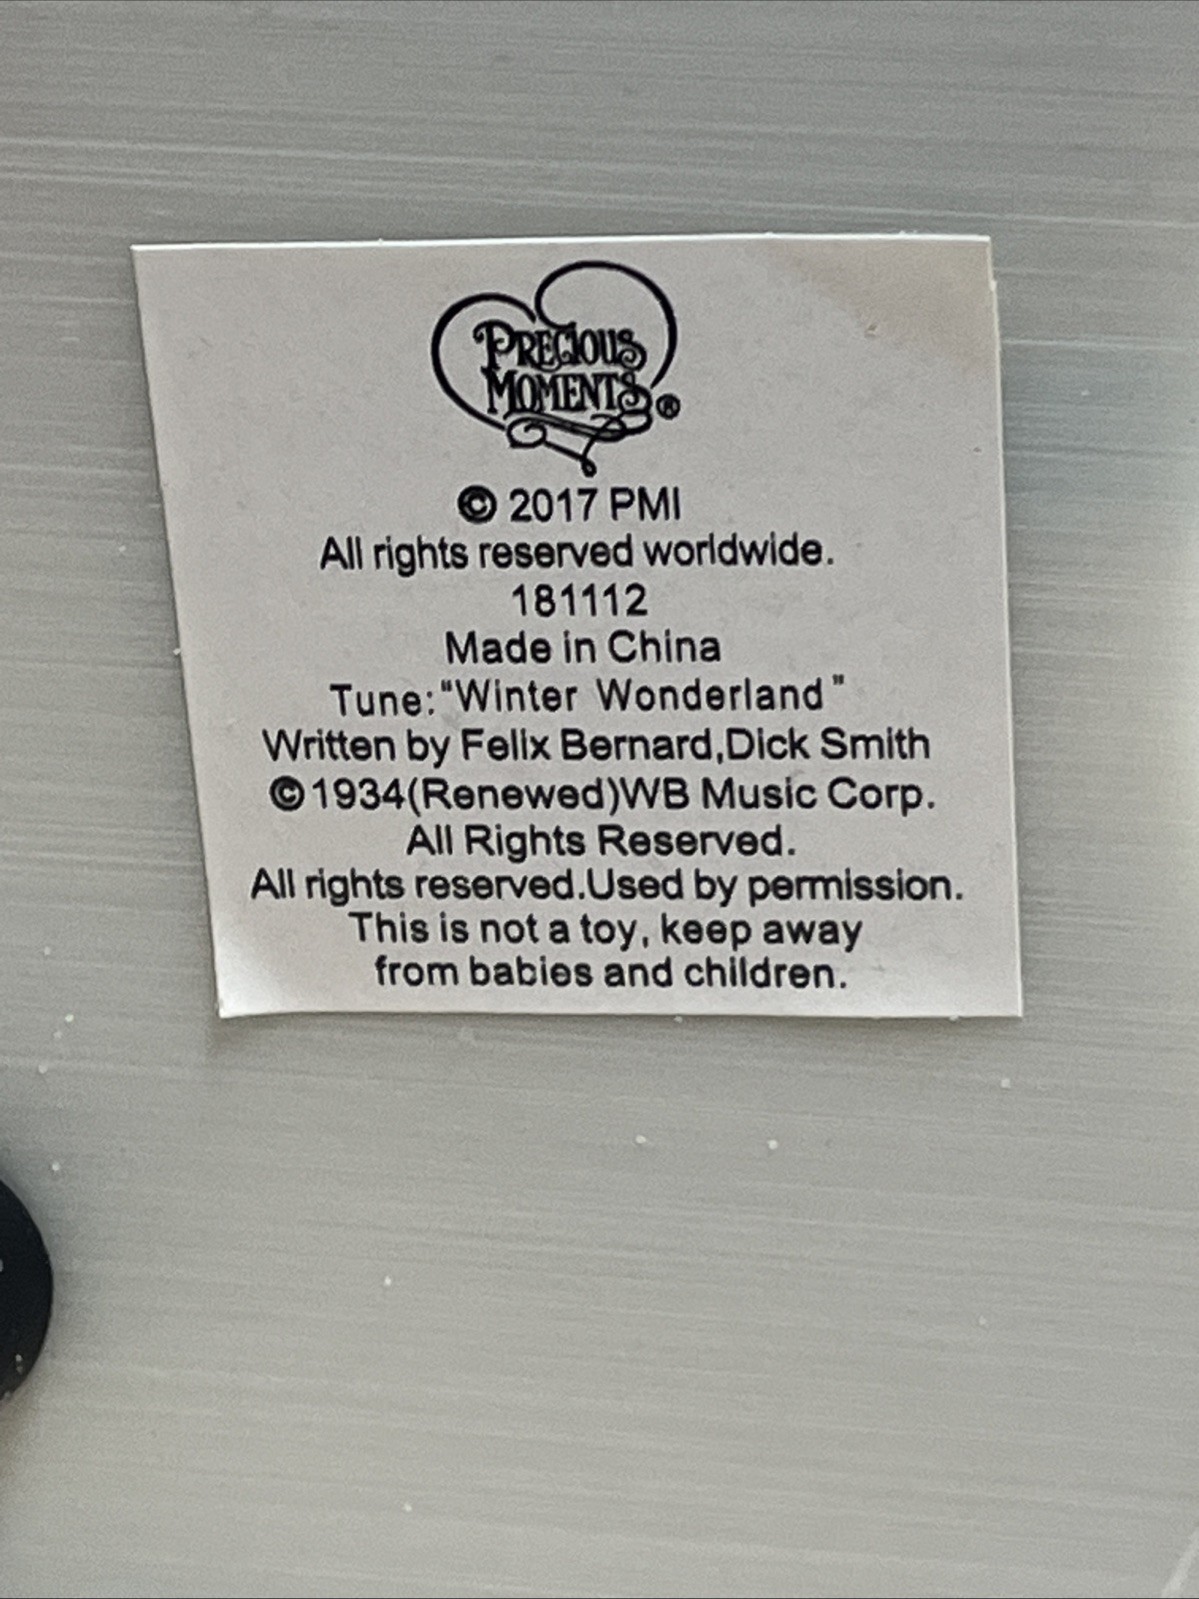 PRECIOUS
MOMENTS®
© 2017 PMI
All rights reserved worldwide.
181112
Made in China
Tune:"Winter Wonderland"
Written by Felix Bernard,Dick Smith
©1934(Renewed)WB Music Corp.
All Rights Reserved.
All rights reserved.Used by permission.
This is not a toy, keep away
from babies and children.